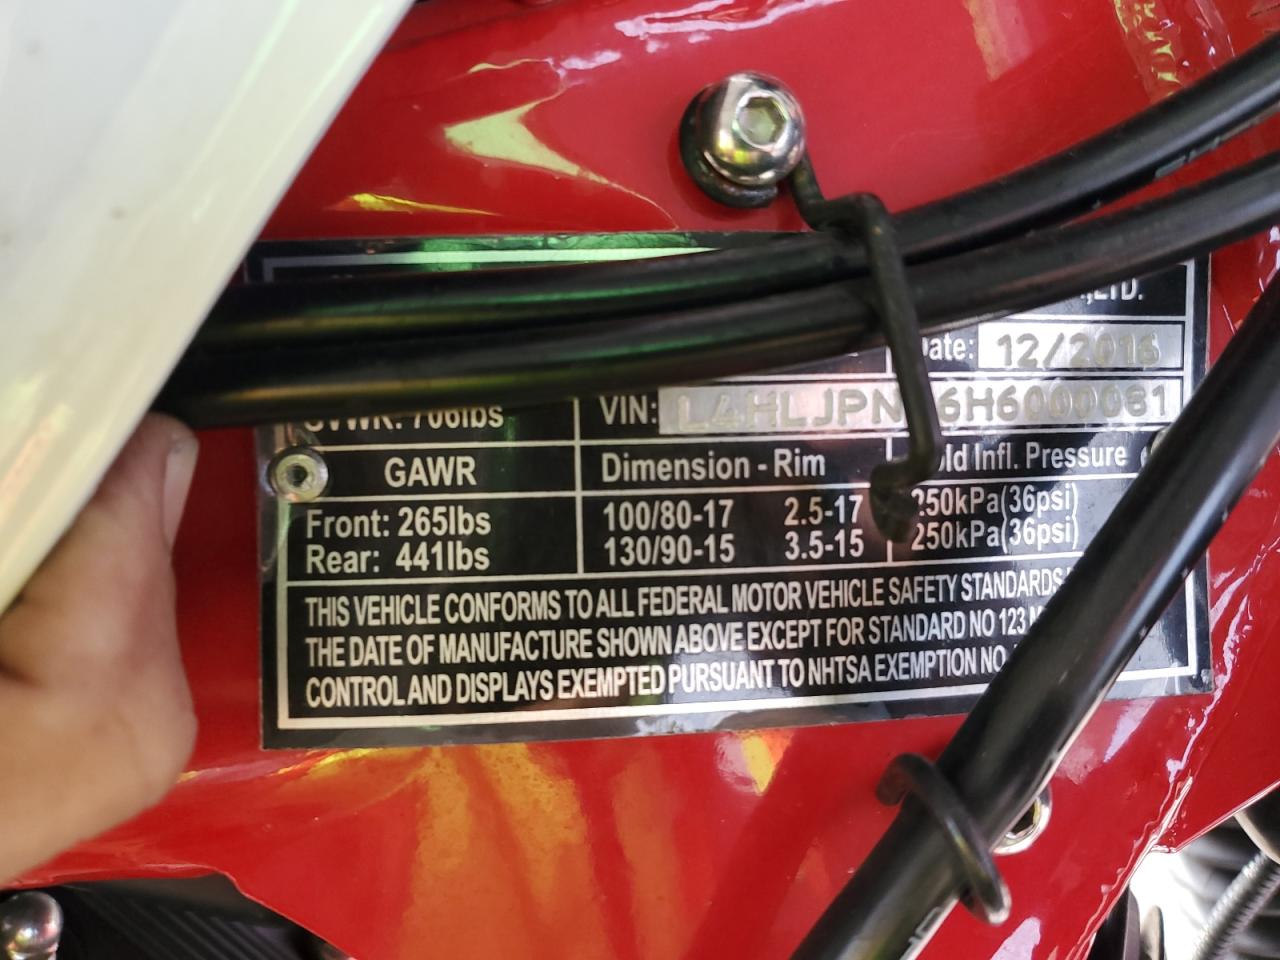 ,LTD.
Date: 12/2016
GVWR: 706lbs VIN: L4HLJPN 6H6000081
GAWR Dimension - Rim Cold Infl. Pressure
Front: 265lbs 100/80-17 2.5-17 250kPa(36psi)
Rear: 441lbs 130/90-15 3.5-15 250kPa(36psi)
THIS VEHICLE CONFORMS TO ALL FEDERAL MOTOR VEHICLE SAFETY STANDARDS
THE DATE OF MANUFACTURE SHOWN ABOVE EXCEPT FOR STANDARD NO 123
CONTROL AND DISPLAYS EXEMPTED PURSUANT TO NHTSA EXEMPTION NO.